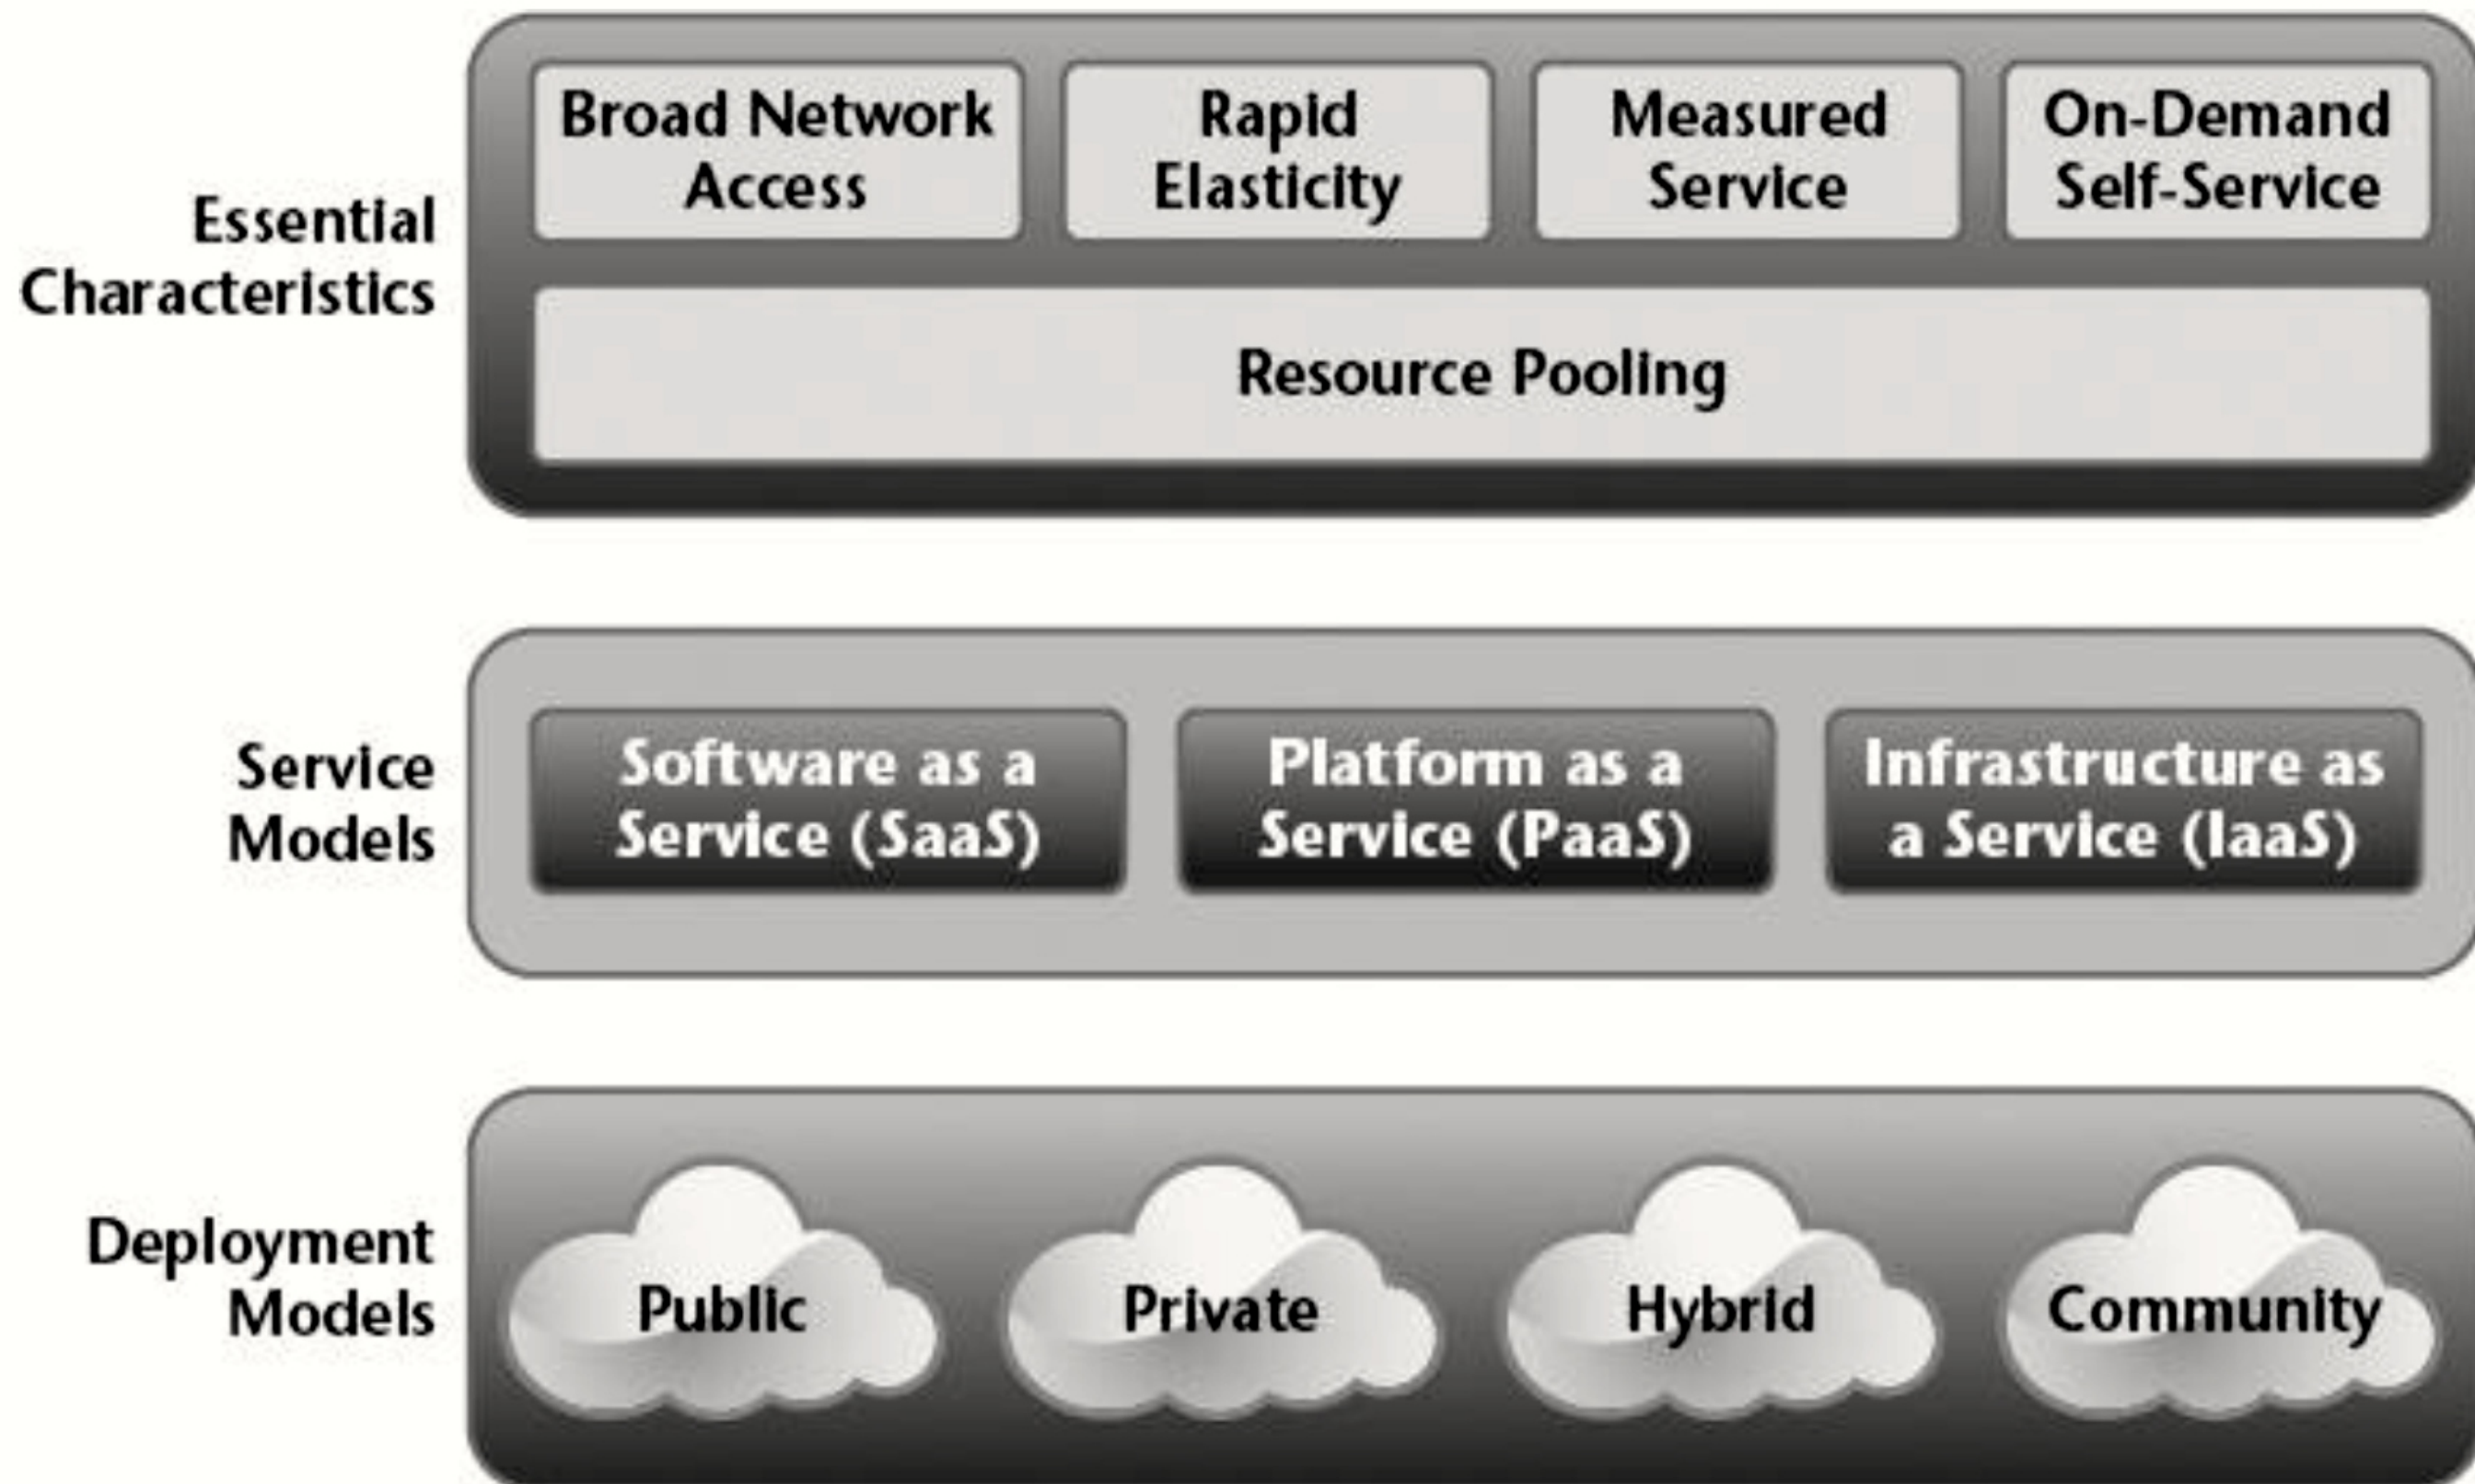 Essential
Characteristics
Broad Network
Access
Rapid
Elasticity
Measured
Service
On-Demand
Self-Service
Resource Pooling
Service
Models
Software as a
Service (SaaS)
Platform as a
Service (PaaS)
Infrastructure as
a Service (IaaS)
Deployment
Models
Public
Private
Hybrid
Community